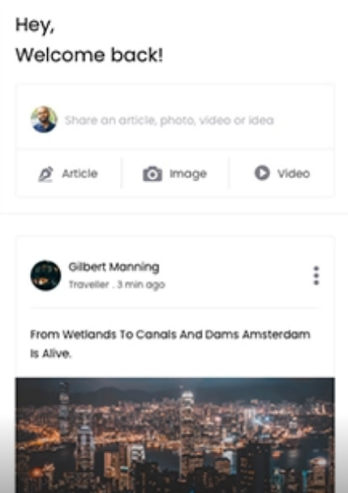 Hey,
Welcome back!
Share an article, photo, video or idea
Article
Image
Video
Gilbert Manning
Traveller . 3 min ago
From Wetlands To Canals And Dams Amsterdam
Is Alive.